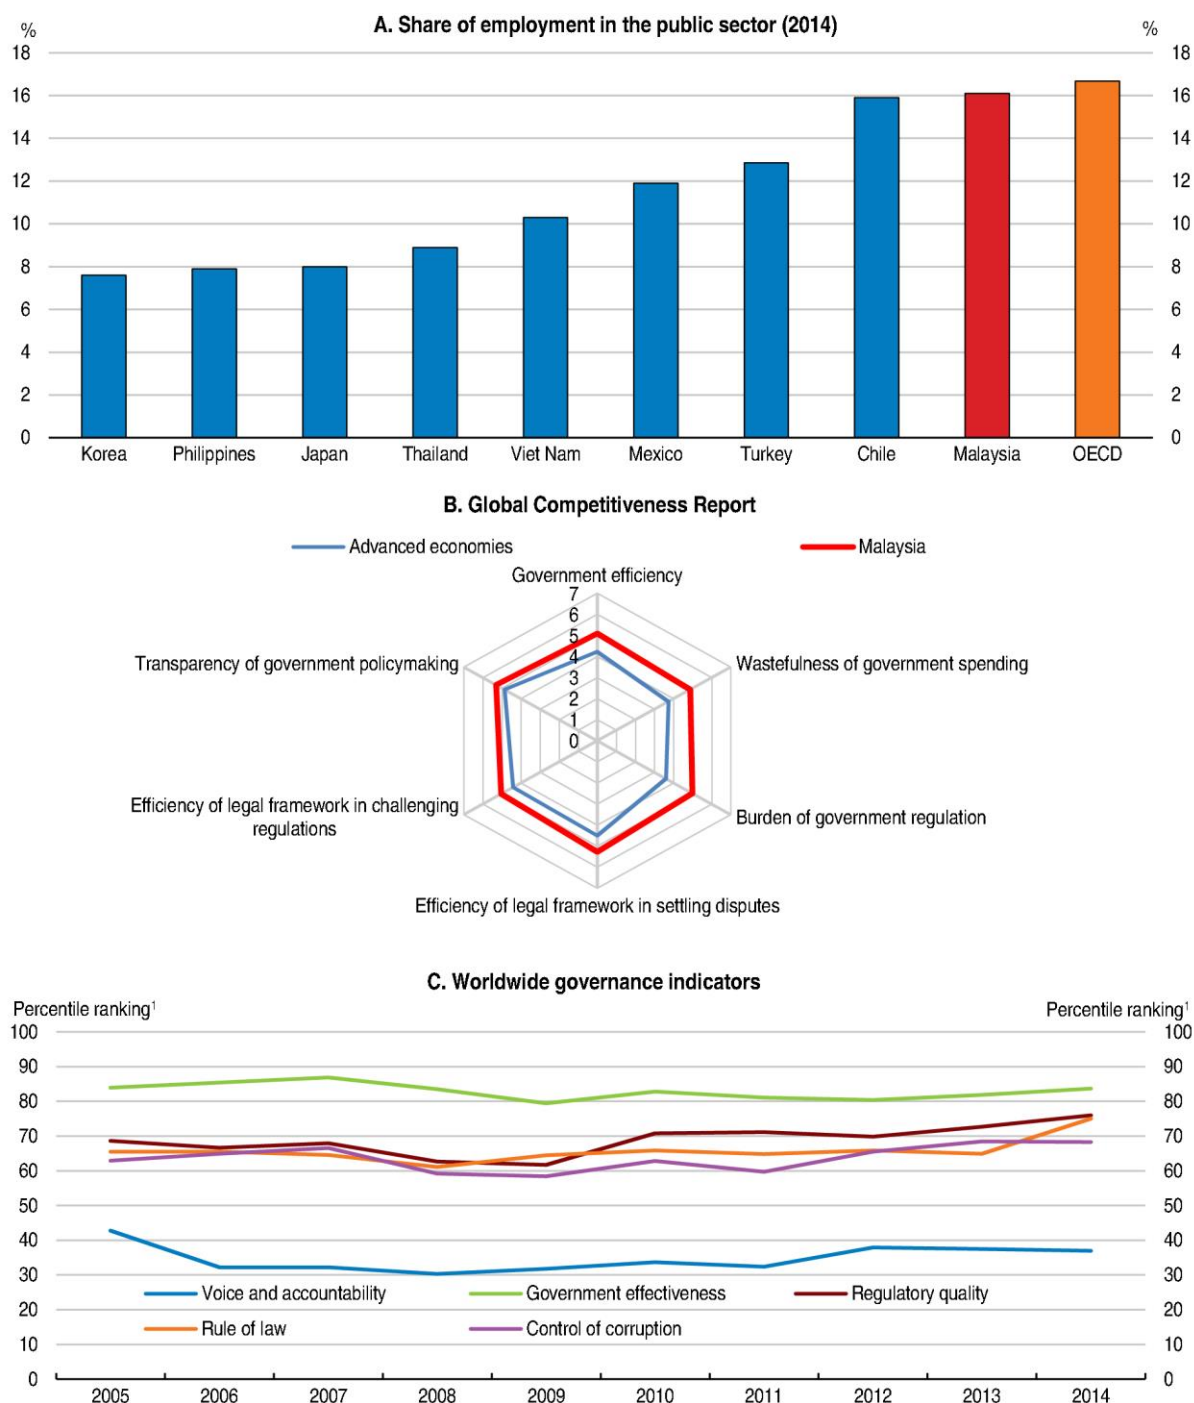 A. Share of employment in the public sector (2014)
% %
18 18
16 16
14 14
12 12
10 10
8 8
6 6
4 4
2 2
0 0
Korea Philippines Japan Thailand Viet Nam Mexico Turkey Chile Malaysia OECD
B. Global Competitiveness Report
Advanced economies Malaysia
Government efficiency
7
6
5
4
3
2
1
0
Transparency of government policymaking Wastefulness of government spending
Efficiency of legal framework in challenging
regulations
Burden of government regulation
Efficiency of legal framework in settling disputes
C. Worldwide governance indicators
Percentile ranking¹ Percentile ranking¹
100 100
90 90
80 80
70 70
60 60
50 50
40 40
30 30
Voice and accountability Government effectiveness Regulatory quality
20 20
Rule of law Control of corruption
10 10
0 0
2005 2006 2007 2008 2009 2010 2011 2012 2013 2014